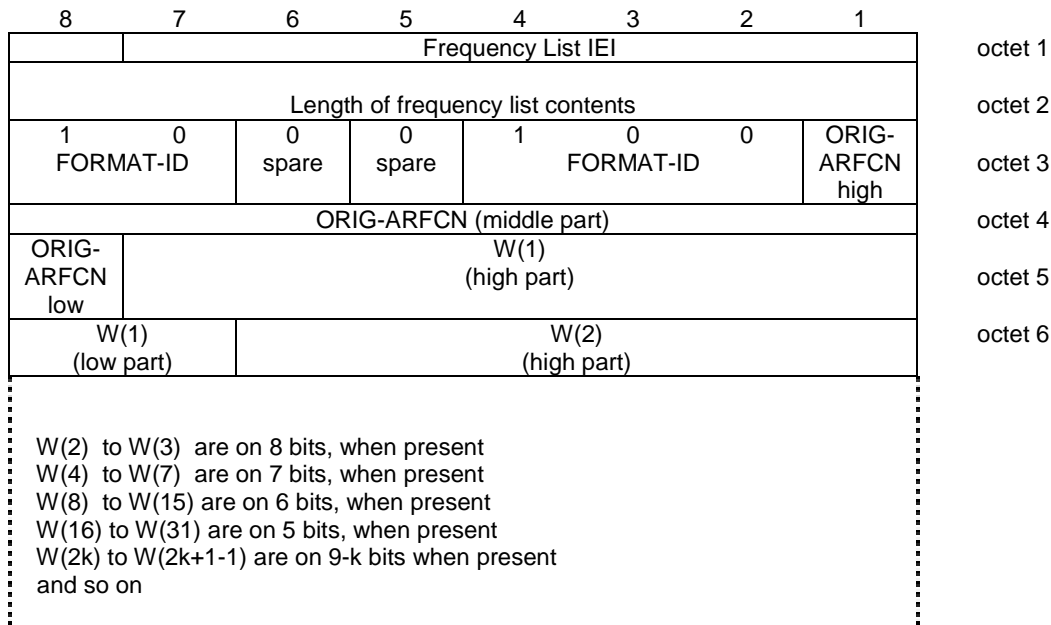 8 7 6 5 4 3 2 1
Frequency List IEI octet 1
Length of frequency list contents octet 2
1 0 0 0 1 0 0 ORIG-
FORMAT-ID spare spare FORMAT-ID ARFCN octet 3
high
ORIG-ARFCN (middle part) octet 4
ORIG- W(1)
ARFCN (high part) octet 5
low
W(1) W(2) octet 6
(low part) (high part)
W(2) to W(3) are on 8 bits, when present
W(4) to W(7) are on 7 bits, when present
W(8) to W(15) are on 6 bits, when present
W(16) to W(31) are on 5 bits, when present
W(2k) to W(2k+1-1) are on 9-k bits when present
and so on